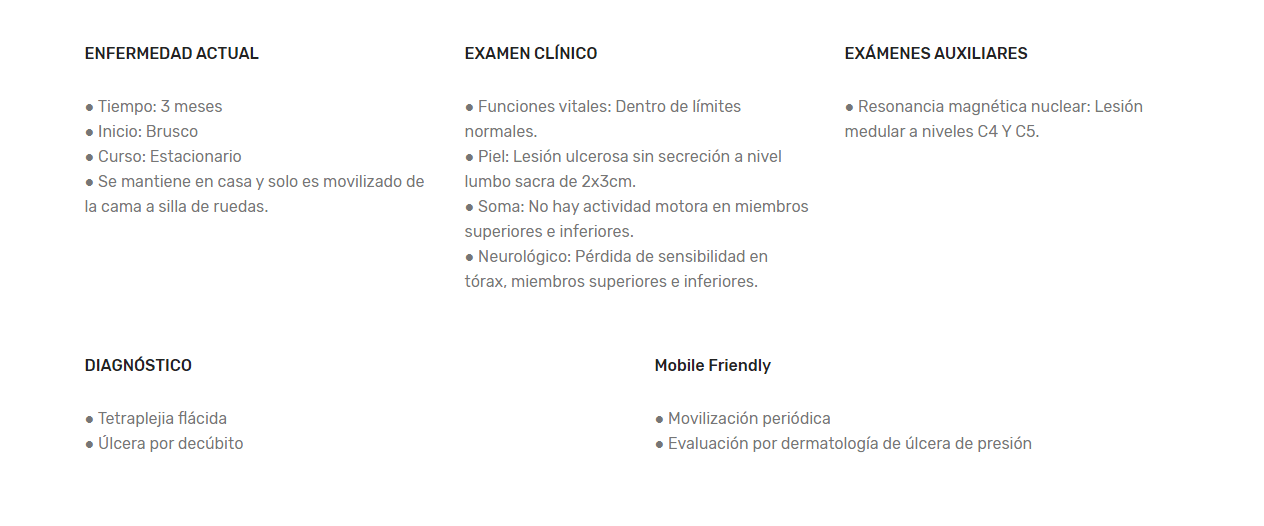 ENFERMEDAD ACTUAL
● Tiempo: 3 meses
● Inicio: Brusco
● Curso: Estacionario
● Se mantiene en casa y solo es movilizado de
la cama a silla de ruedas.
EXAMEN CLÍNICO
● Funciones vitales: Dentro de límites
normales.
● Piel: Lesión ulcerosa sin secreción a nivel
lumbo sacra de 2x3cm.
● Soma: No hay actividad motora en miembros
superiores e inferiores.
● Neurológico: Pérdida de sensibilidad en
tórax, miembros superiores e inferiores.
EXÁMENES AUXILIARES
● Resonancia magnética nuclear: Lesión
medular a niveles C4 Y C5.
DIAGNÓSTICO
● Tetraplejia flácida
● Úlcera por decúbito
Mobile Friendly
● Movilización periódica
● Evaluación por dermatología de úlcera de presión